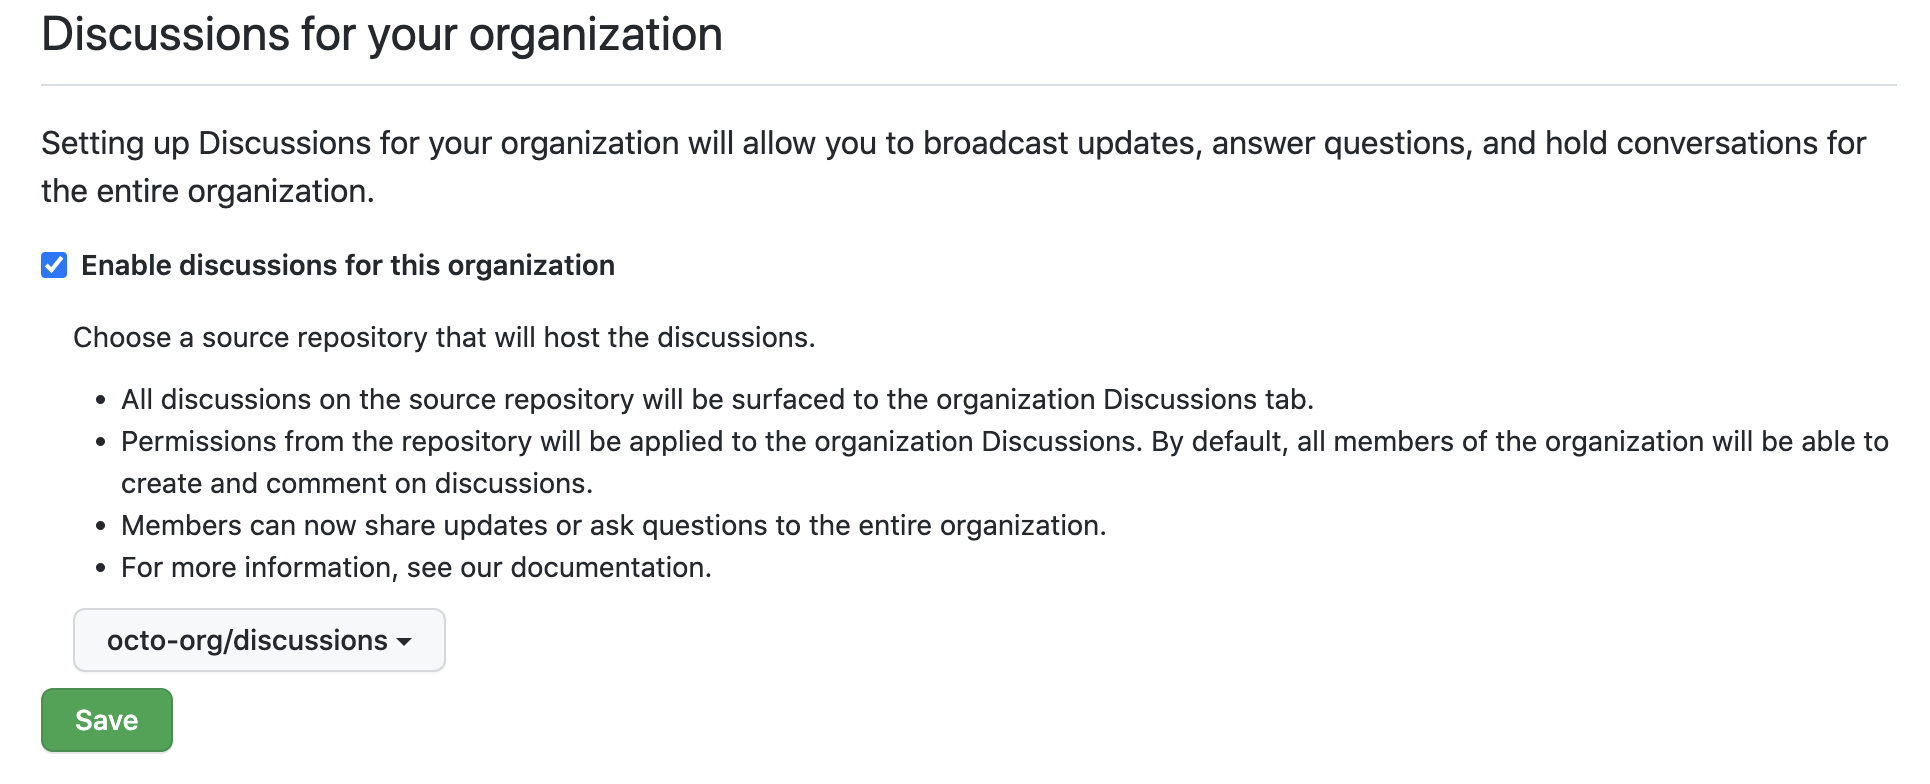 Discussions for your organization
Setting up Discussions for your organization will allow you to broadcast updates, answer questions, and hold conversations for
the entire organization.
Enable discussions for this organization
Choose a source repository that will host the discussions.
• All discussions on the source repository will be surfaced to the organization Discussions tab.
• Permissions from the repository will be applied to the organization Discussions. By default, all members of the organization will be able to
create and comment on discussions.
• Members can now share updates or ask questions to the entire organization.
• For more information, see our documentation.
octo-org/discussions
Save